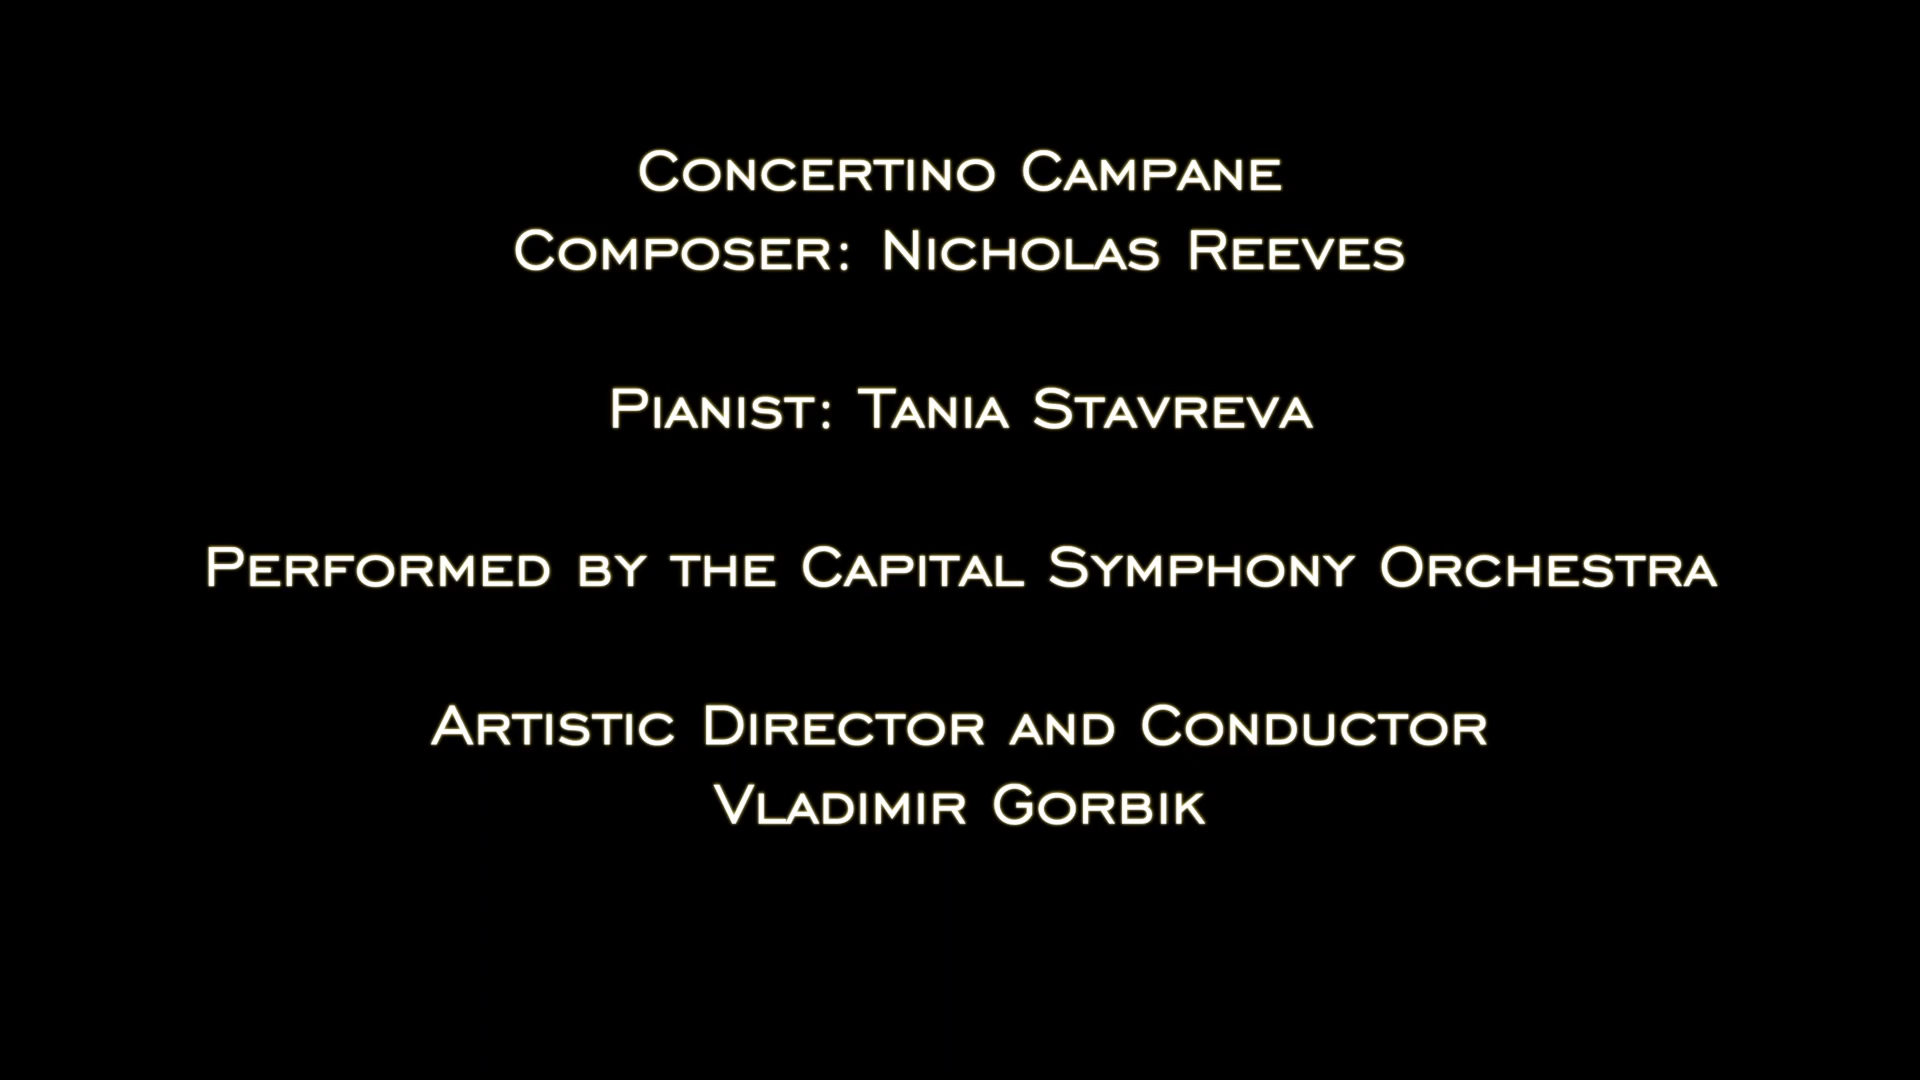 Concertino Campane
Composer: Nicholas Reeves
Pianist: Tania Stavreva
Performed by the Capital Symphony Orchestra
Artistic Director and Conductor
Vladimir Gorbik